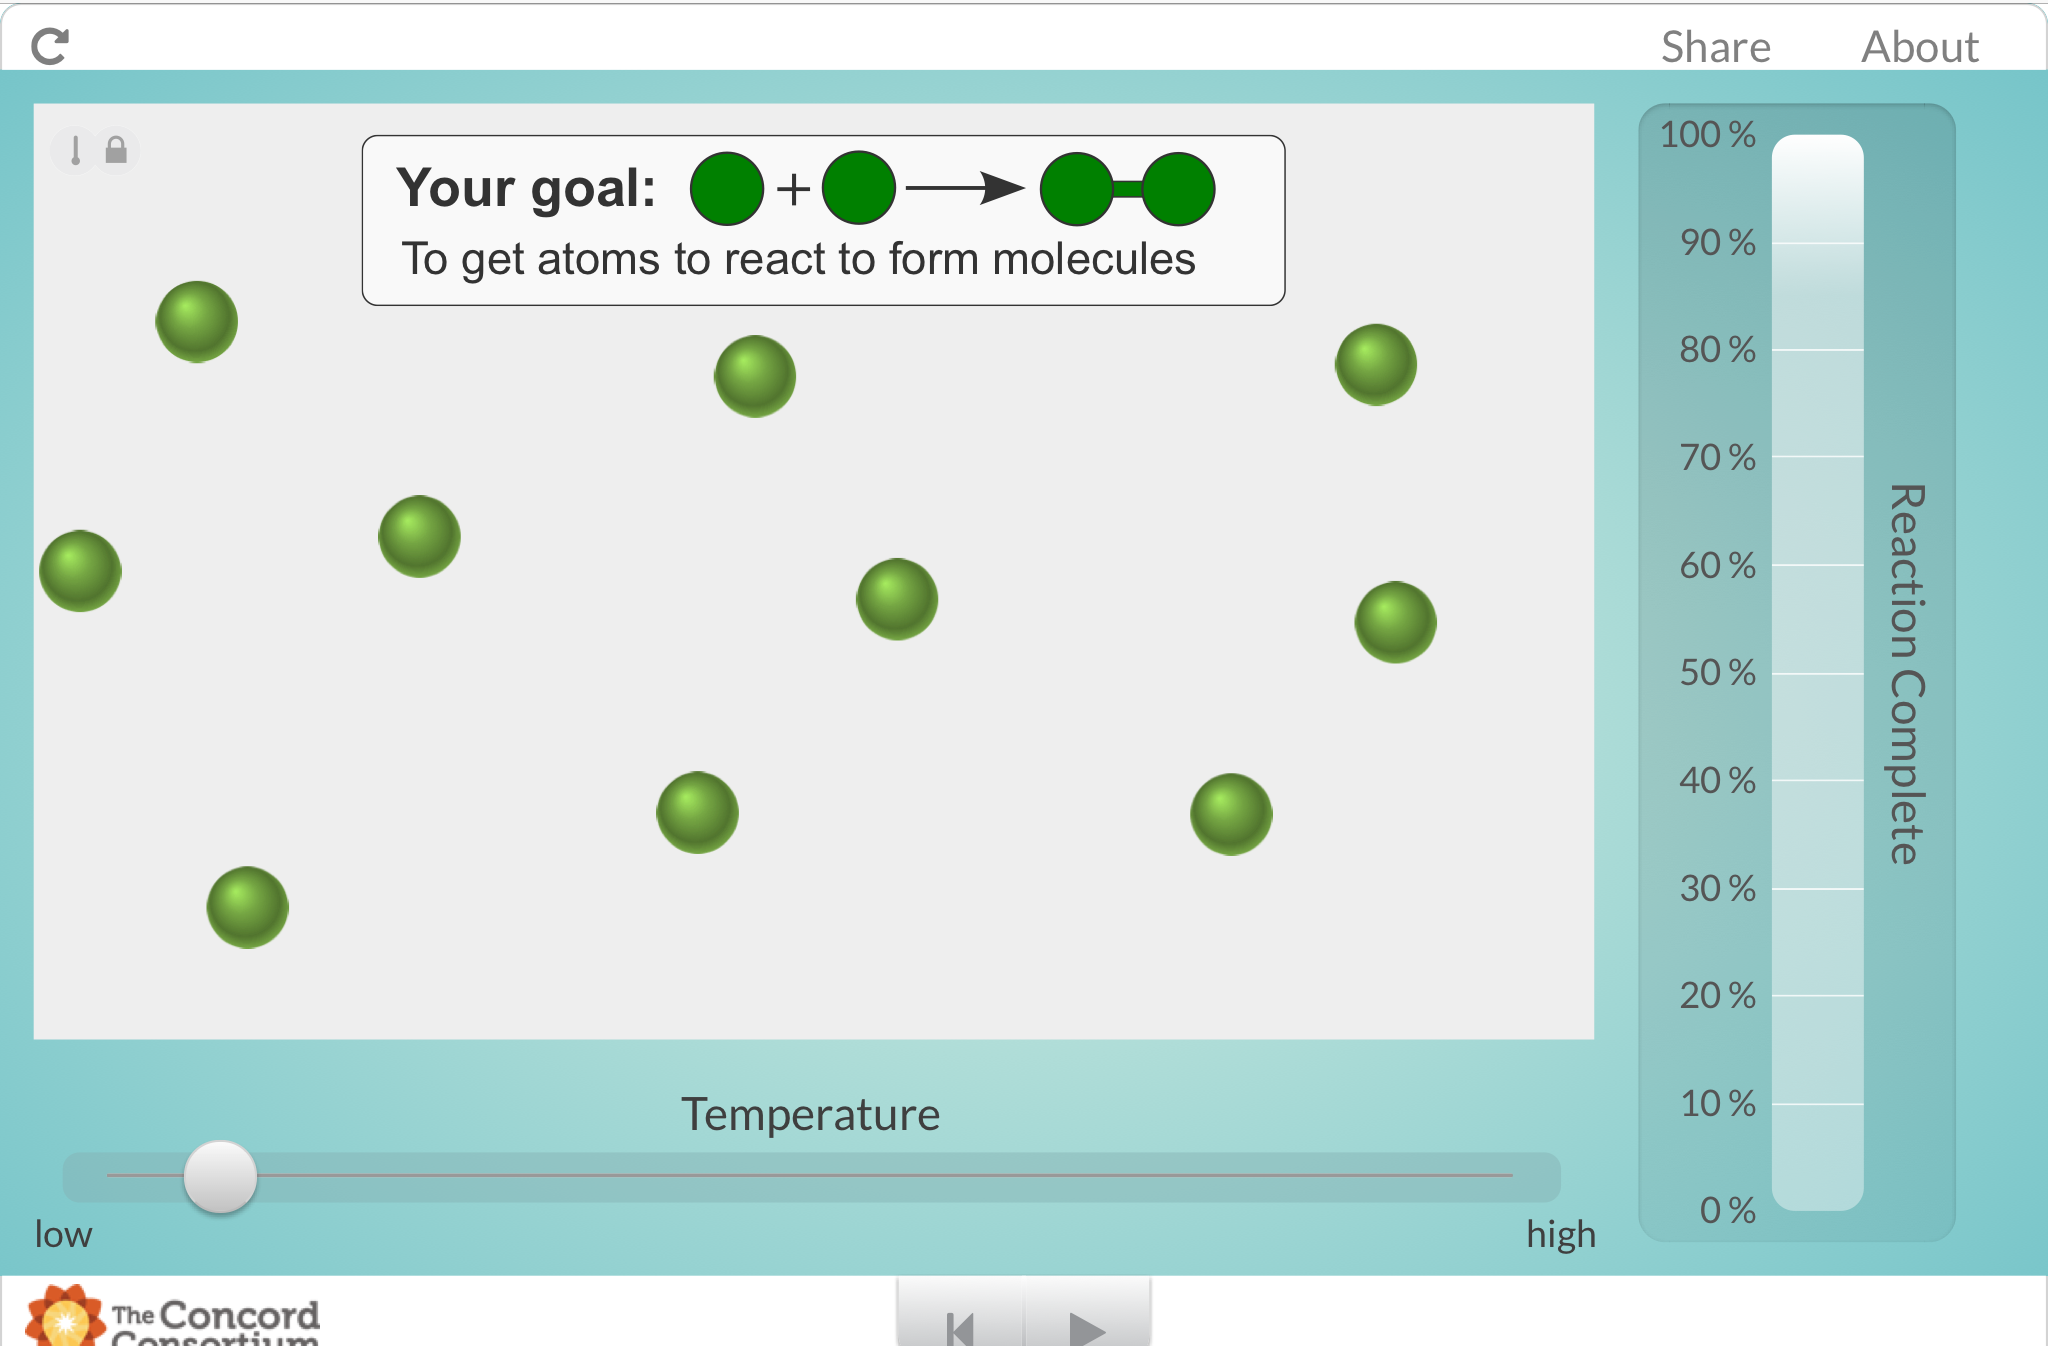 Share About
Your goal: + 
To get atoms to react to form molecules
100 %
90 %
80 %
70 %
60 %
50 %
40 %
30 %
20 %
10 %
0 %
Reaction Complete
Temperature
low
high
The Concord
Consortium